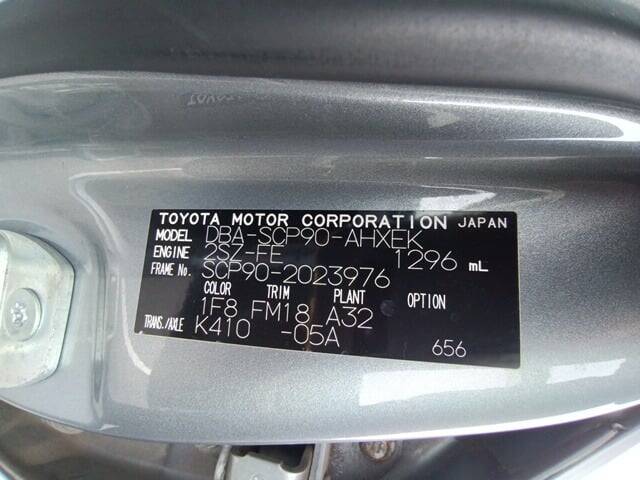 TOYOTA MOTOR CORPORATION JAPAN
MODEL DBA-SCP90-AHXEK
ENGINE 2SZ-FE 1296 mL
FRAME No. SCP90-2023976
COLOR TRIM PLANT OPTION
1F8 FM18 A32
TRANS./AXLE K410 -05A
656